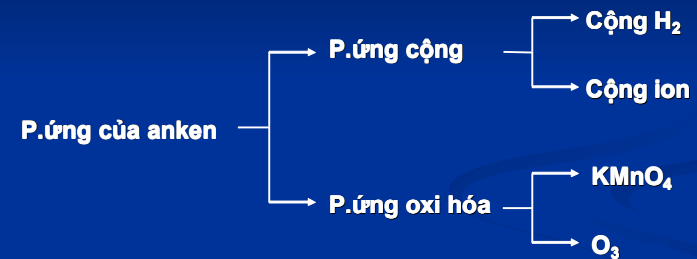 Cộng H₂
P.ứng cộng
Cộng ion
P.ứng của anken
KMnO₄
P.ứng oxi hóa
O₃